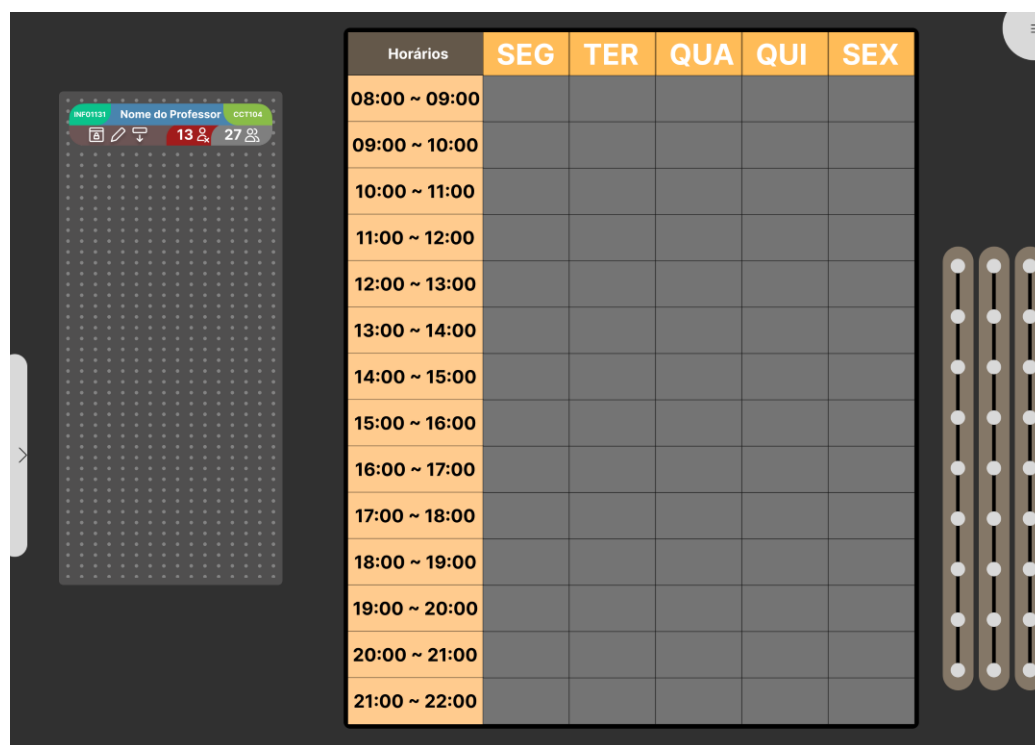 Horários SEG TER QUA QUI SEX
INF01131 Nome do Professor CCT104
13 27
08:00 ~ 09:00
09:00 ~ 10:00
10:00 ~ 11:00
11:00 ~ 12:00
12:00 ~ 13:00
13:00 ~ 14:00
14:00 ~ 15:00
15:00 ~ 16:00
16:00 ~ 17:00
17:00 ~ 18:00
18:00 ~ 19:00
19:00 ~ 20:00
20:00 ~ 21:00
21:00 ~ 22:00